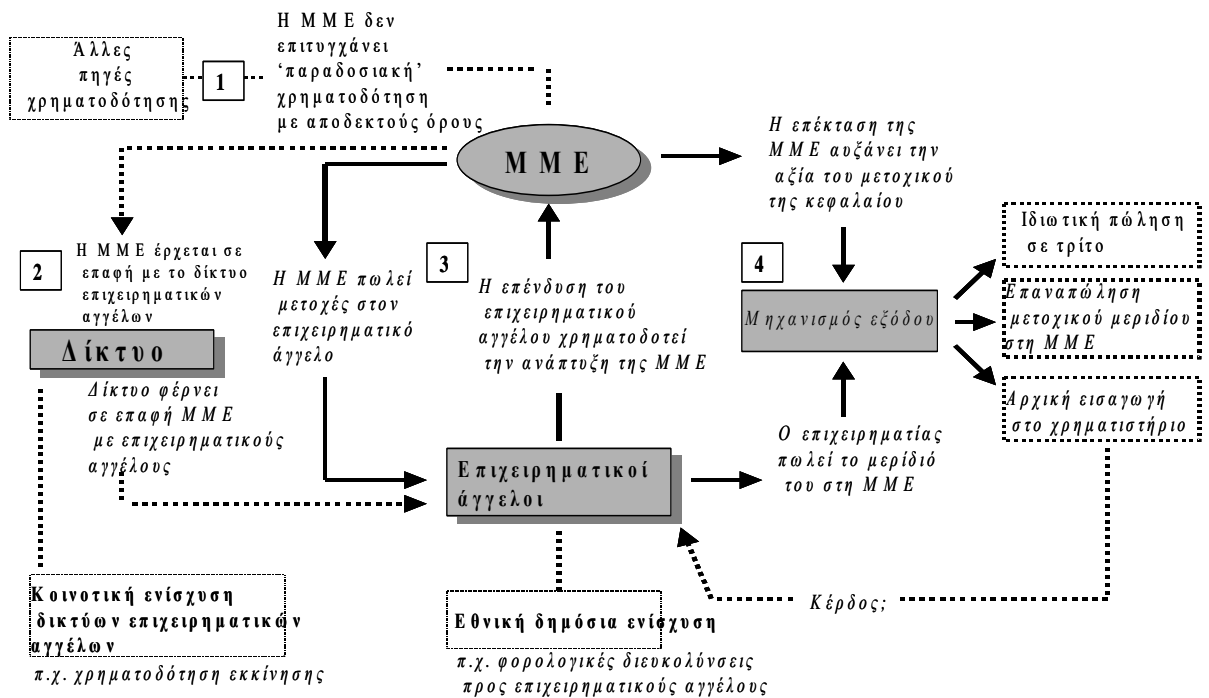 Άλλες
πηγές
χρηματοδότησης
1
Η ΜΜΕ δεν
επιτυγχάνει
‘παραδοσιακή’
χρηματοδότηση
με αποδεκτούς όρους
ΜΜΕ
Η επέκταση της
ΜΜΕ αυξάνει την
αξία του μετοχικού
της κεφαλαίου
2
Η ΜΜΕ έρχεται σε
επαφή με το δίκτυο
επιχειρηματικών
αγγέλων
Δίκτυο
Δίκτυο φέρνει
σε επαφή ΜΜΕ
με επιχειρηματικούς
αγγέλους
Η ΜΜΕ πωλεί
μετοχές στον
επιχειρηματικό
άγγελο
3
Η επένδυση του
επιχειρηματικού
αγγέλου χρηματοδοτεί
την ανάπτυξη της ΜΜΕ
4
Μηχανισμός εξόδου
Ιδιωτική πώληση
σε τρίτο
Επαναπώληση
μετοχικού μεριδίου
στη ΜΜΕ
Αρχική εισαγωγή
στο χρηματιστήριο
Επιχειρηματικοί
άγγελοι
Ο επιχειρηματίας
πωλεί το μερίδιό
του στη ΜΜΕ
Κέρδος;
Κοινοτική ενίσχυση
δικτύων επιχειρηματικών
αγγέλων
π.χ. χρηματοδότηση εκκίνησης
Εθνική δημόσια ενίσχυση
π.χ. φορολογικές διευκολύνσεις
προς επιχειρηματικούς αγγέλους